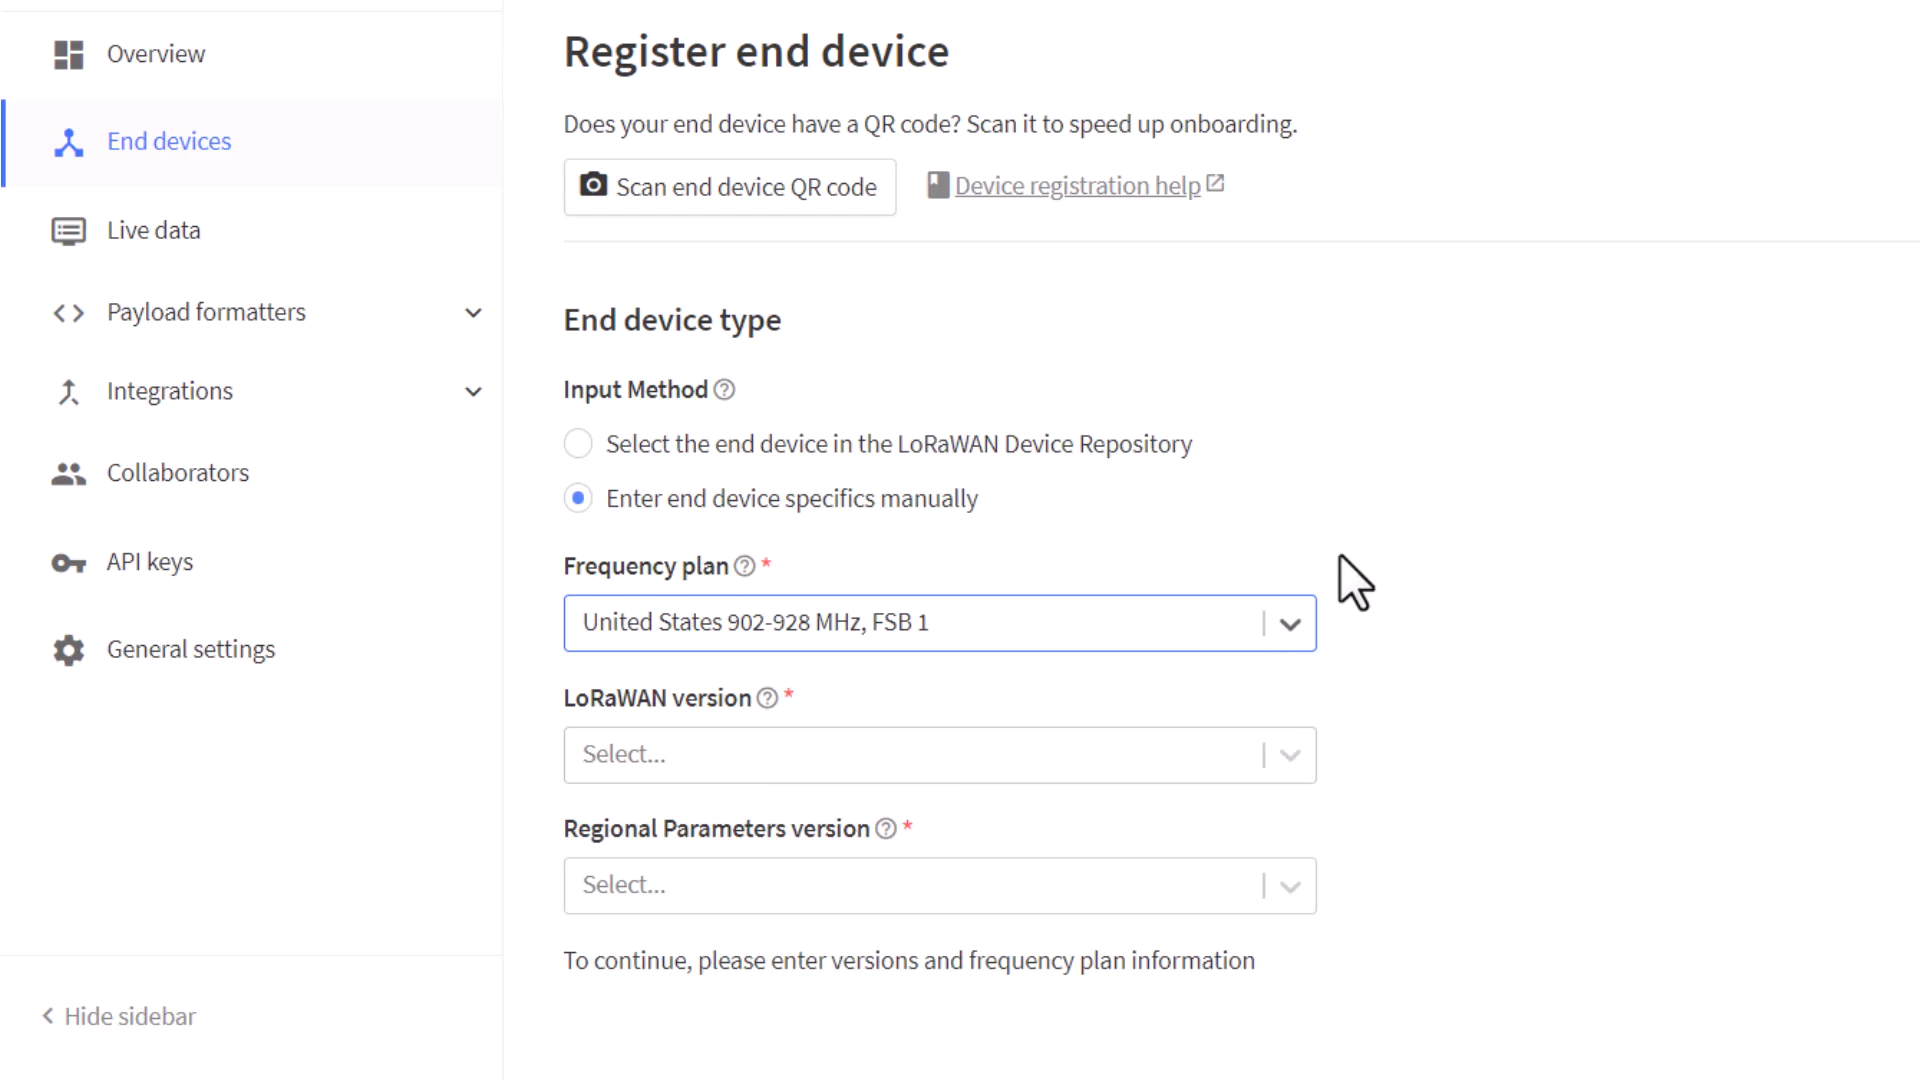 Overview
End devices
Live data
Payload formatters
Integrations
Collaborators
API keys
General settings
Hide sidebar
Register end device
Does your end device have a QR code? Scan it to speed up onboarding.
Scan end device QR code
Device registration help
End device type
Input Method
Select the end device in the LoRaWAN Device Repository
Enter end device specifics manually
Frequency plan *
United States 902-928 MHz, FSB 1
LoRaWAN version *
Select...
Regional Parameters version *
Select...
To continue, please enter versions and frequency plan information